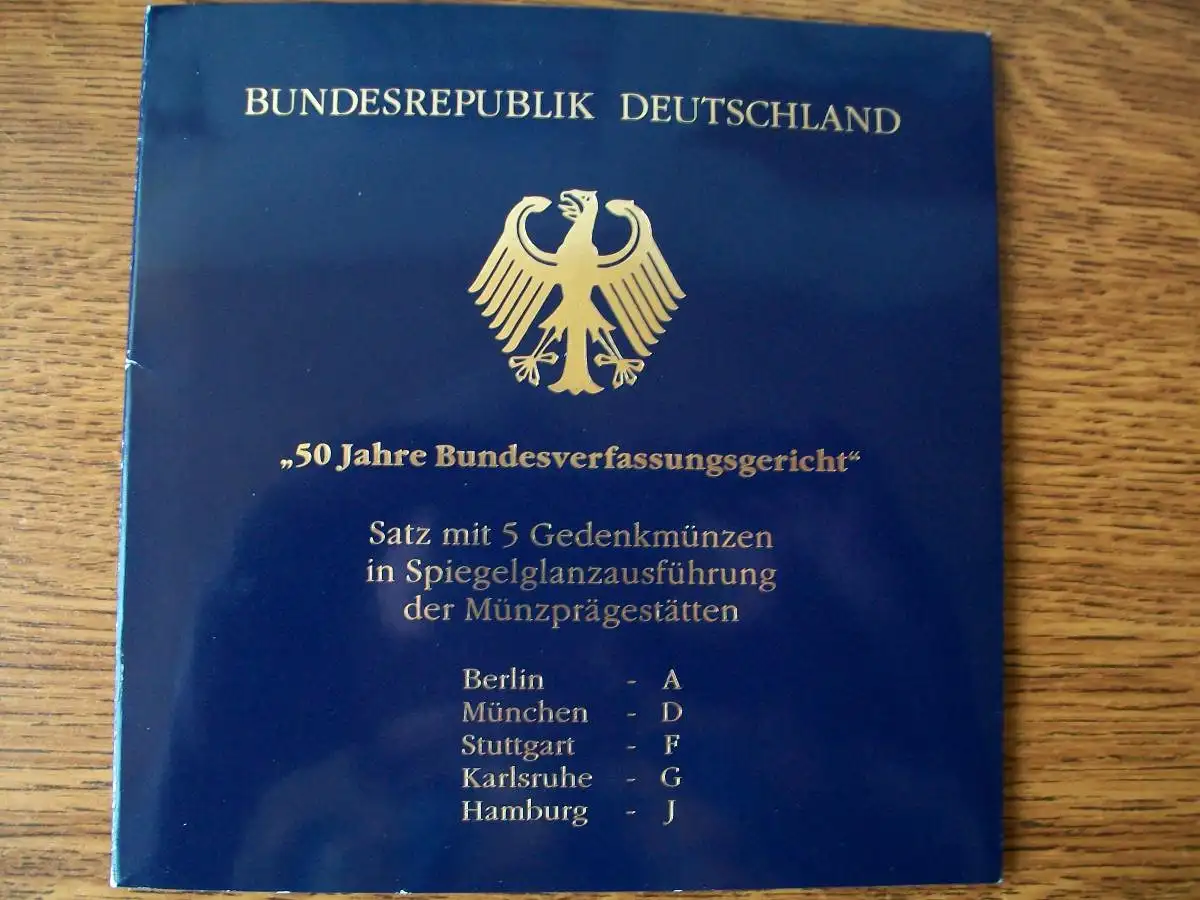 BUNDESREPUBLIK DEUTSCHLAND
„50 Jahre Bundesverfassungsgericht“
Satz mit 5 Gedenkmünzen
in Spiegelglanzausführung
der Münzprägestätten
Berlin - A
München - D
Stuttgart - F
Karlsruhe - G
Hamburg - J